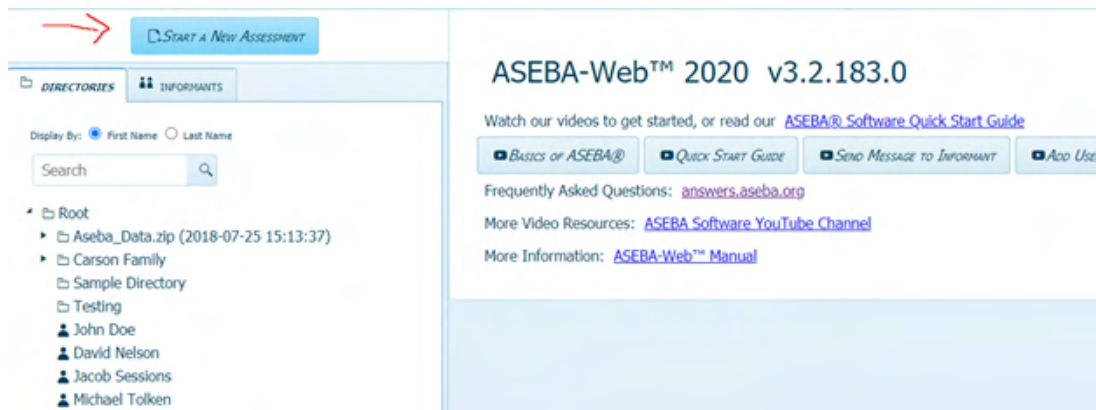 START A NEW ASSESSMENT
DIRECTORIES
INFORMANTS
Display By: First Name Last Name
Search
Root
Aseba_Data.zip (2018-07-25 15:13:37)
Carson Family
Sample Directory
Testing
John Doe
David Nelson
Jacob Sessions
Michael Tolken
ASEBA-Web™ 2020 v3.2.183.0
Watch our videos to get started, or read our ASEBA® Software Quick Start Guide
BASICS OF ASEBA®
QUICK START GUIDE
SEND MESSAGE TO INFORMANT
ADD USE
Frequently Asked Questions: answers.aseba.org
More Video Resources: ASEBA Software YouTube Channel
More Information: ASEBA-Web™ Manual